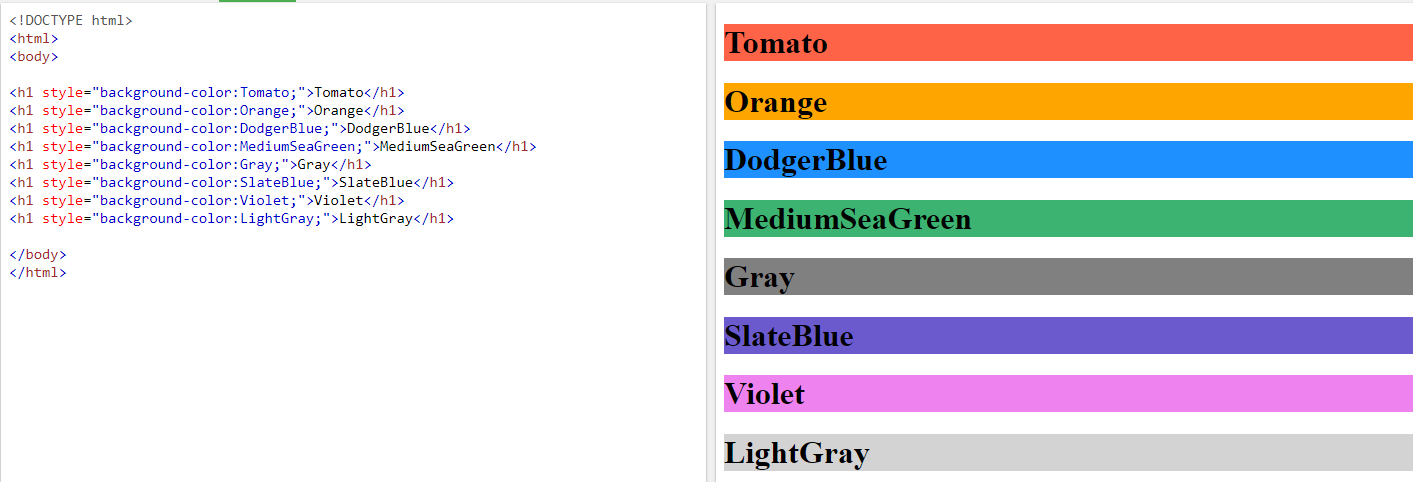 <!DOCTYPE html>
<html>
<body>
<h1 style="background-color:Tomato;">Tomato</h1>
<h1 style="background-color:Orange;">Orange</h1>
<h1 style="background-color:DodgerBlue;">DodgerBlue</h1>
<h1 style="background-color:MediumSeaGreen;">MediumSeaGreen</h1>
<h1 style="background-color:Gray;">Gray</h1>
<h1 style="background-color:SlateBlue;">SlateBlue</h1>
<h1 style="background-color:Violet;">Violet</h1>
<h1 style="background-color:LightGray;">LightGray</h1>
</body>
</html>
Tomato
Orange
DodgerBlue
MediumSeaGreen
Gray
SlateBlue
Violet
LightGray